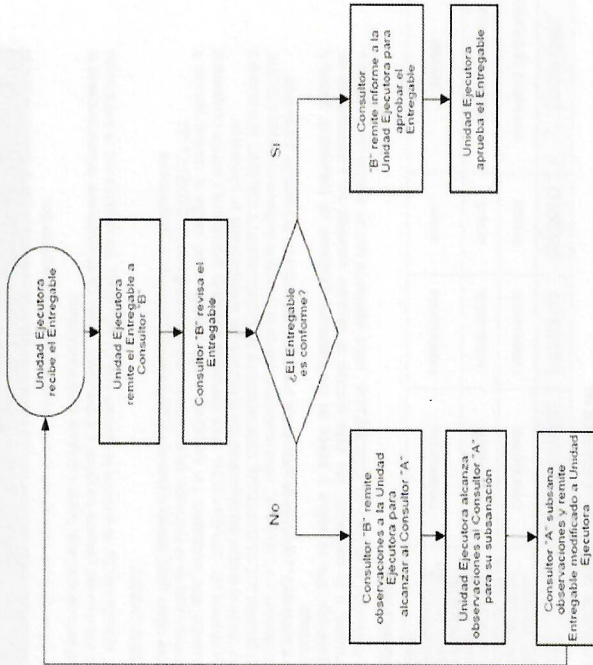 Unidad Ejecutora
recibe el Entregable
Unidad Ejecutora
remite el Entregable a
Consultor "B"
Consultor "B" revisa el
Entregable
¿El Entregable
es conforme?
No
Consultor "B" remite
observaciones a la Unidad
Ejecutora para
alcanzar al Consultor "A"
Unidad Ejecutora alcanza
observaciones al Consultor "A"
para su subsanación
Consultor "A" subsana
observaciones y remite
Entregable modificado a Unidad
Ejecutora
Si
Consultor
"B" remite informe a la
Unidad Ejecutora para
aprobar el
Entregable
Unidad Ejecutora
aprueba el Entregable